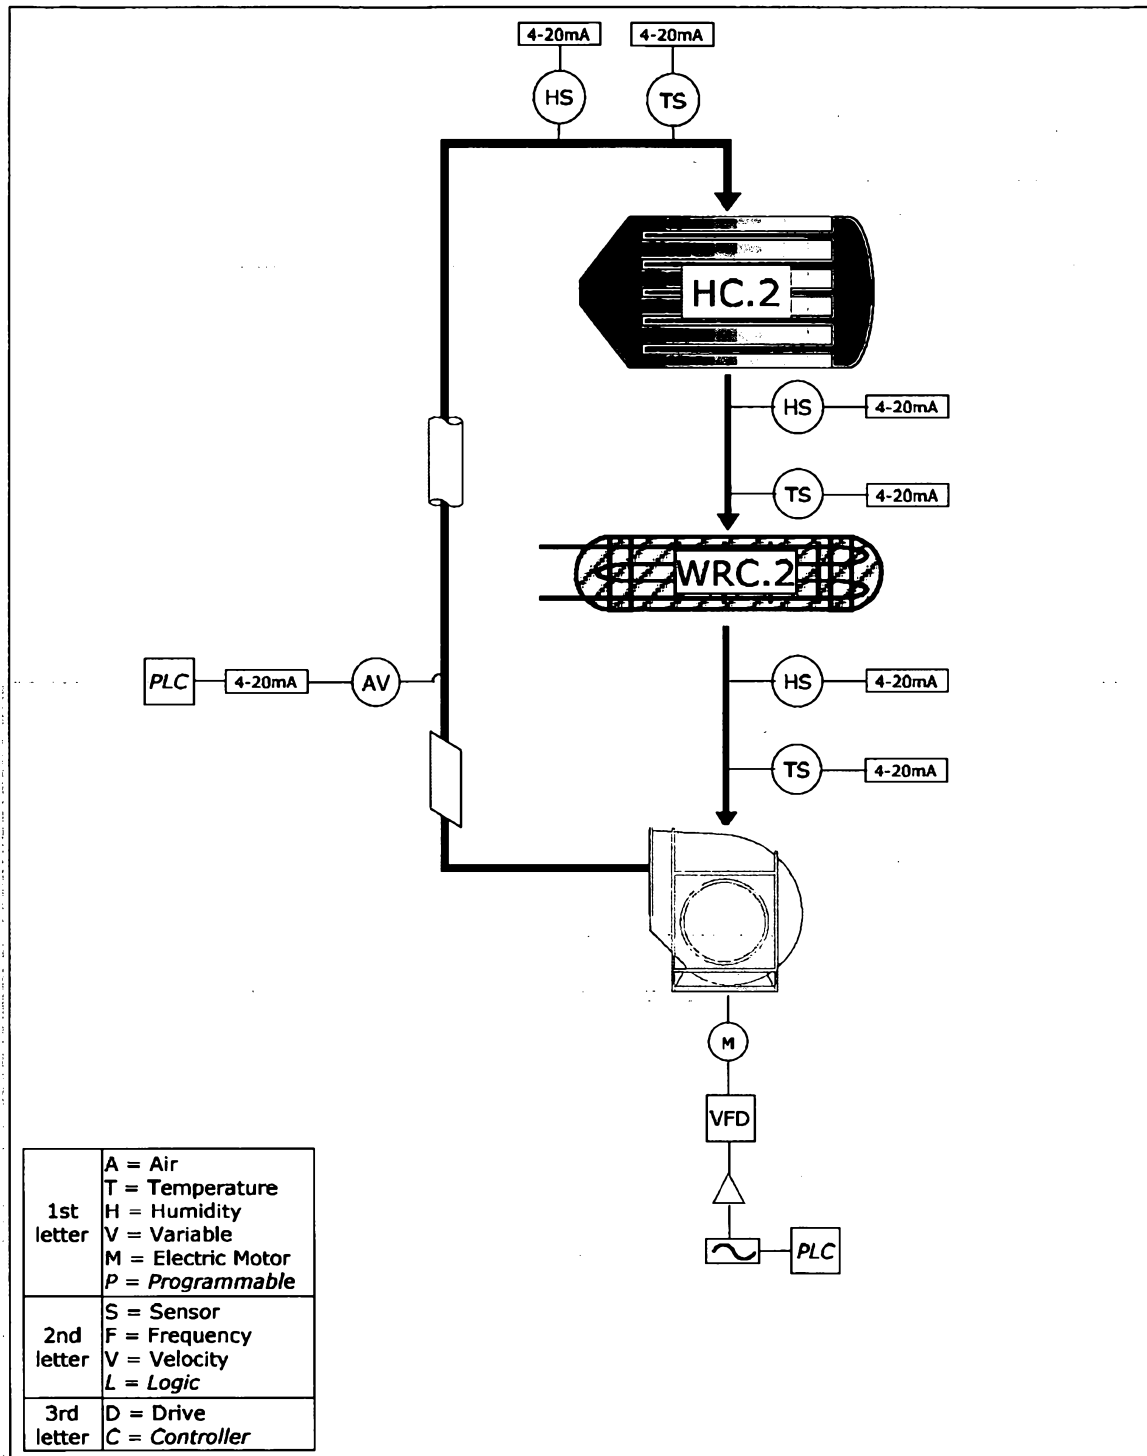 4-20mA
4-20mA
HS
TS
HC.2
HS
4-20mA
TS
4-20mA
WRC.2
PLC
4-20mA
AV
HS
4-20mA
TS
4-20mA
M
VFD
PLC
1st letter
A = Air
T = Temperature
H = Humidity
V = Variable
M = Electric Motor
P = Programmable
2nd letter
S = Sensor
F = Frequency
V = Velocity
L = Logic
3rd letter
D = Drive
C = Controller